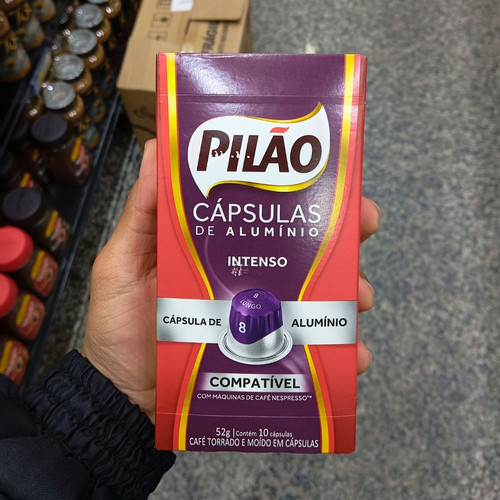 PILÃO
CÁPSULAS
DE ALUMÍNIO
INTENSO
8
LUNGO
8
CÁPSULA DE ALUMÍNIO
COMPATÍVEL
COM MÁQUINAS DE CAFÉ NESPRESSO®*
52g | Contém 10 cápsulas
CAFÉ TORRADO E MOÍDO EM CÁPSULAS